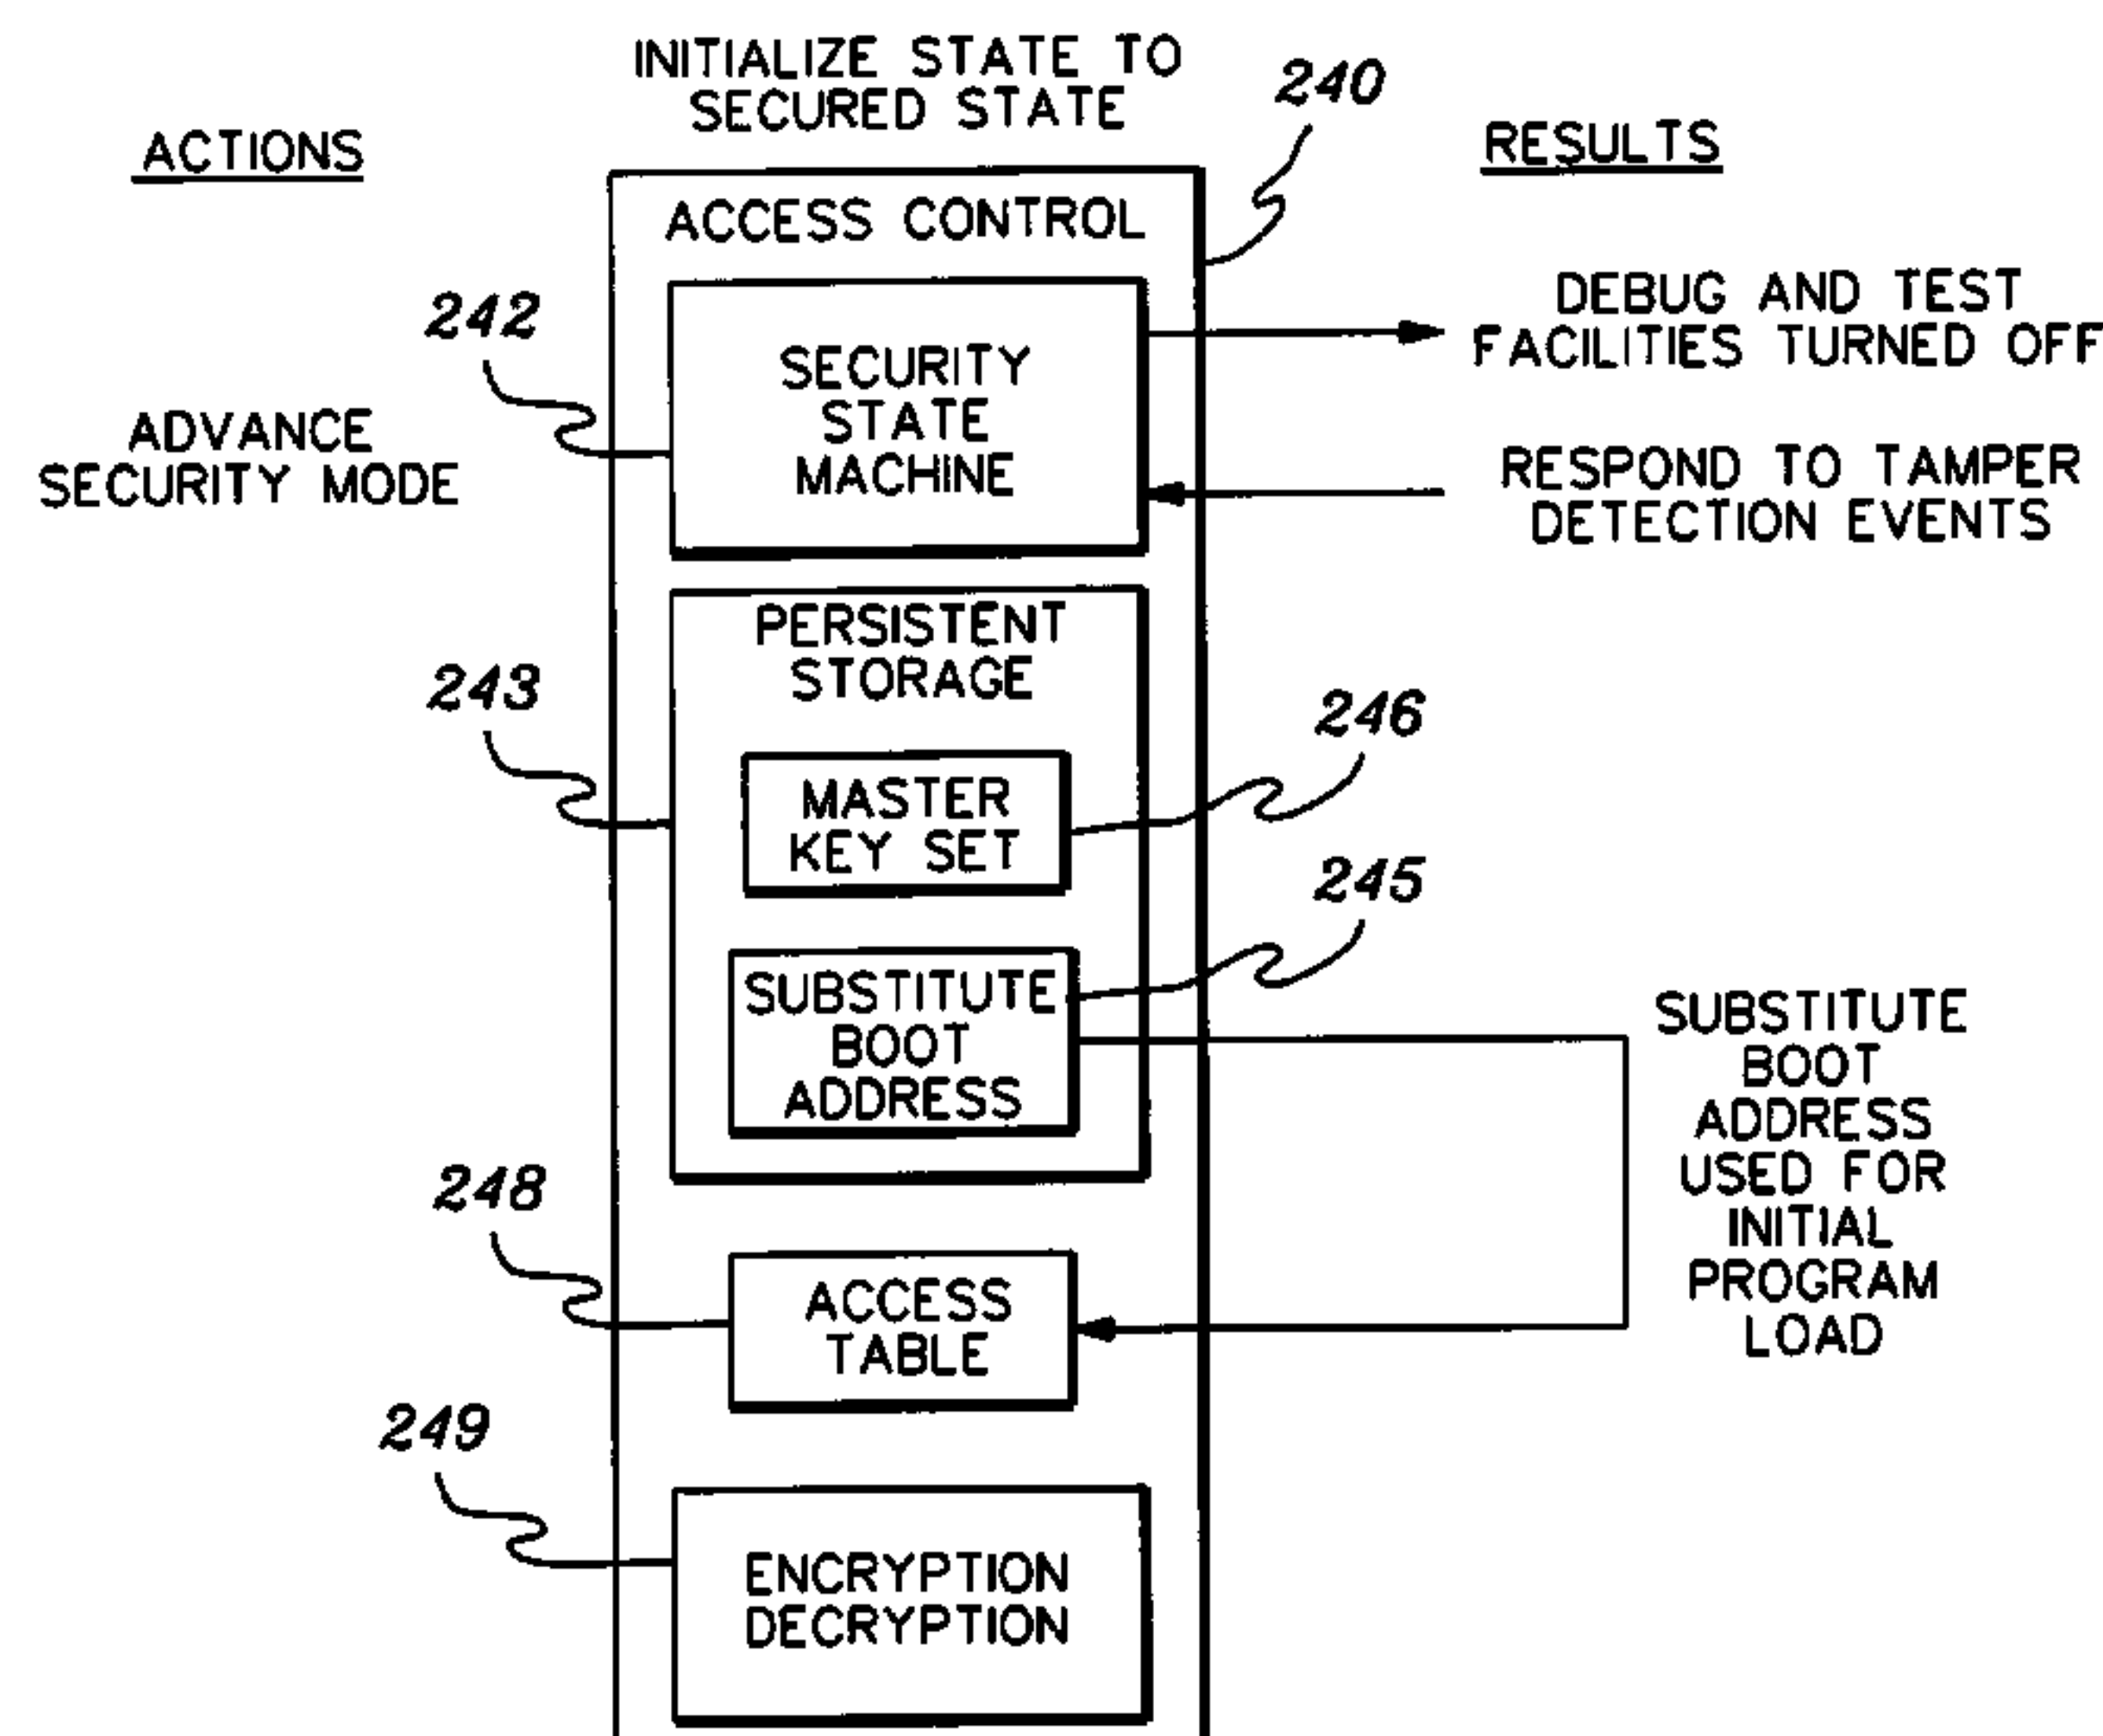 INITIALIZE STATE TO
SECURED STATE
240
ACTIONS
RESULTS
ACCESS CONTROL
242
SECURITY
STATE
MACHINE
DEBUG AND TEST
FACILITIES TURNED OFF
ADVANCE
SECURITY MODE
RESPOND TO TAMPER
DETECTION EVENTS
PERSISTENT
STORAGE
243
246
MASTER
KEY SET
245
SUBSTITUTE
BOOT
ADDRESS
SUBSTITUTE
BOOT
ADDRESS
USED FOR
INITIAL
PROGRAM
LOAD
248
ACCESS
TABLE
249
ENCRYPTION
DECRYPTION